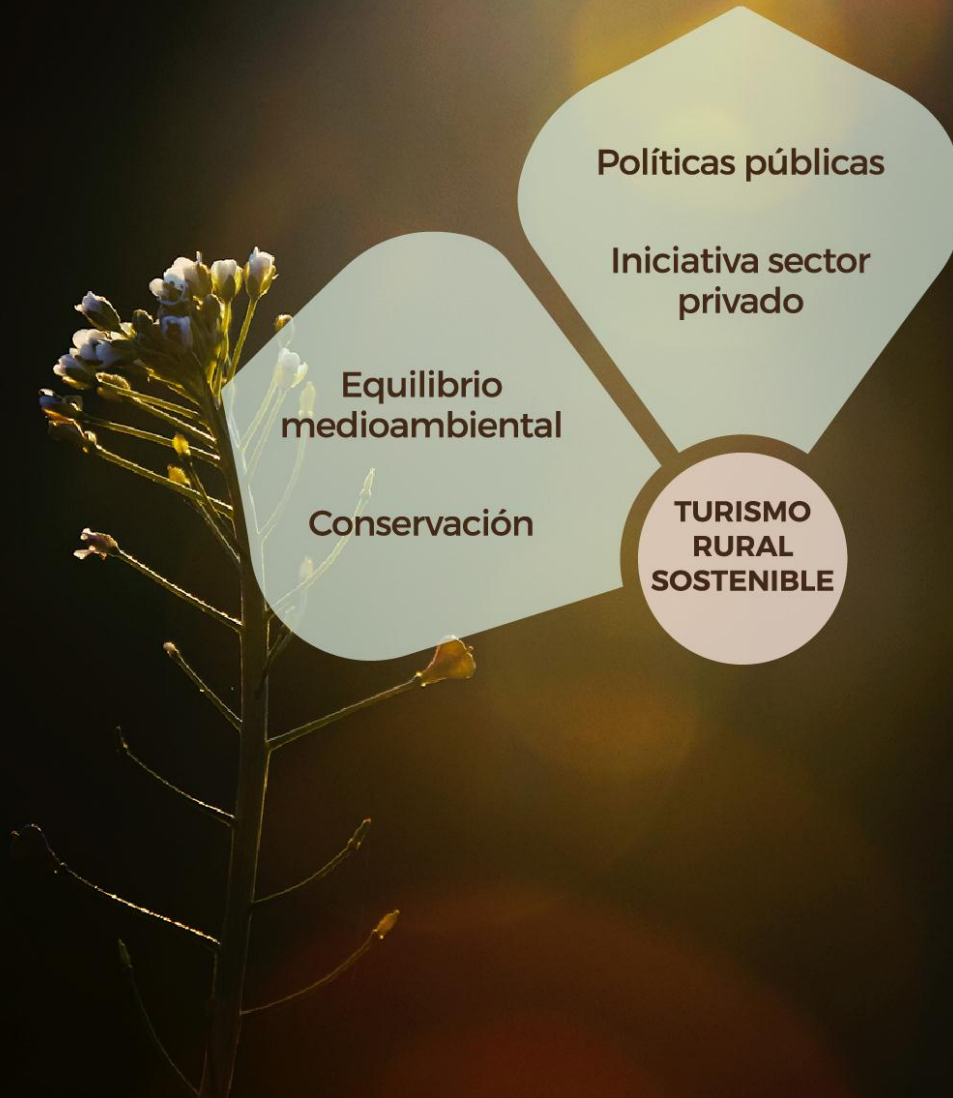 Políticas públicas
Iniciativa sector
privado
Equilibrio
medioambiental
Conservación
TURISMO
RURAL
SOSTENIBLE